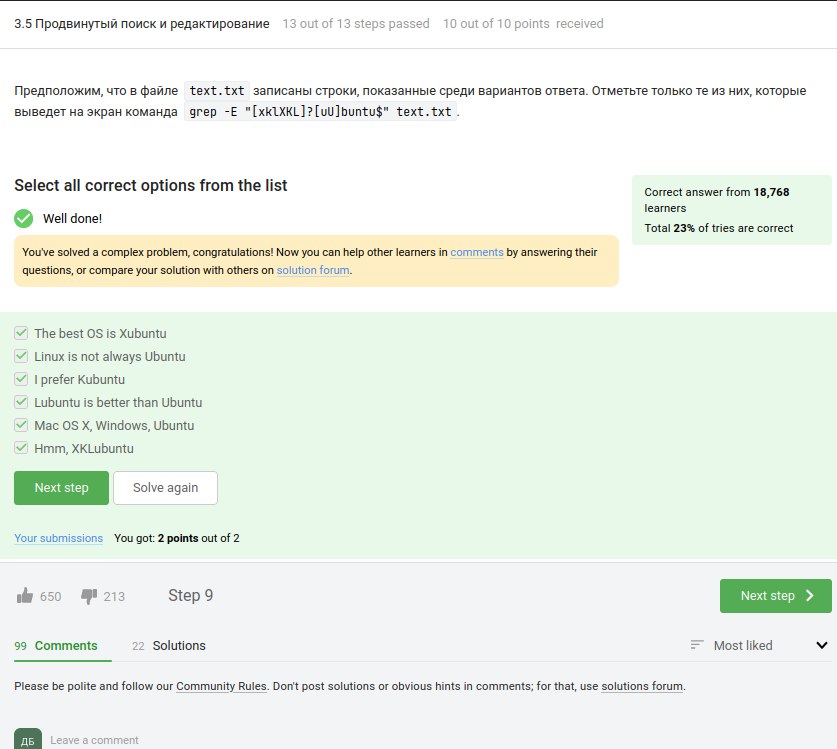 3.5 Продвинутый поиск и редактирование 13 out of 13 steps passed 10 out of 10 points received
Предположим, что в файле text.txt записаны строки, показанные среди вариантов ответа. Отметьте только те из них, которые
выведет на экран команда grep -E "[xklXKL]?[uU]buntu$" text.txt.
Select all correct options from the list
Correct answer from 18,768
learners
Total 23% of tries are correct
Well done!
You've solved a complex problem, congratulations! Now you can help other learners in comments by answering their
questions, or compare your solution with others on solution forum.
The best OS is Xubuntu
Linux is not always Ubuntu
I prefer Kubuntu
Lubuntu is better than Ubuntu
Mac OS X, Windows, Ubuntu
Hmm, XKLubuntu
Next step Solve again
Your submissions You got: 2 points out of 2
650 213 Step 9 Next step
99 Comments 22 Solutions Most liked
Please be polite and follow our Community Rules. Don't post solutions or obvious hints in comments; for that, use solutions forum.
ДБ Leave a comment